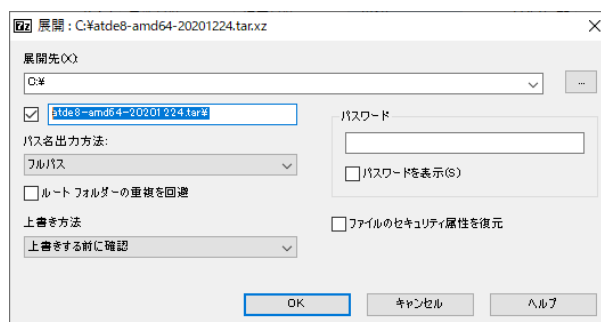 7z 展開 : C:¥atde8-amd64-20201224.tar.xz
展開先(X):
C:¥
...
atde8-amd64-20201224.tar¥
パス名出力方法:
フルパス
ルート フォルダーの重複を回避
上書き方法
上書きする前に確認
パスワード
パスワードを表示(S)
ファイルのセキュリティ属性を復元
OK
キャンセル
ヘルプ